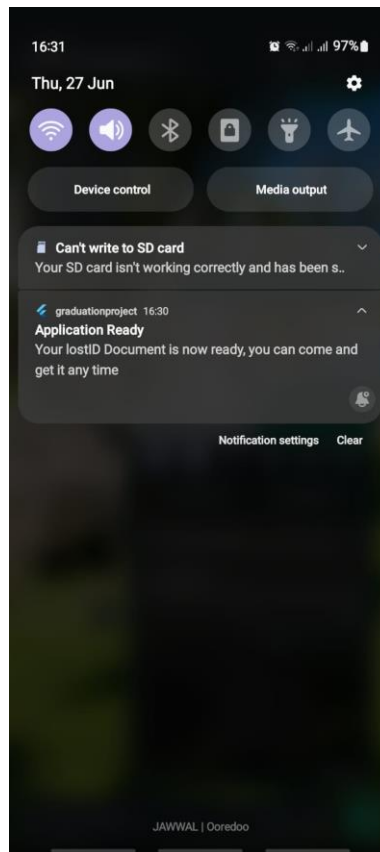 16:31 97%
Thu, 27 Jun
Device control Media output
Can't write to SD card
Your SD card isn't working correctly and has been s..
graduationproject 16:30
Application Ready
Your lostID Document is now ready, you can come and
get it any time
Notification settings Clear
JAWWAL | Ooredoo